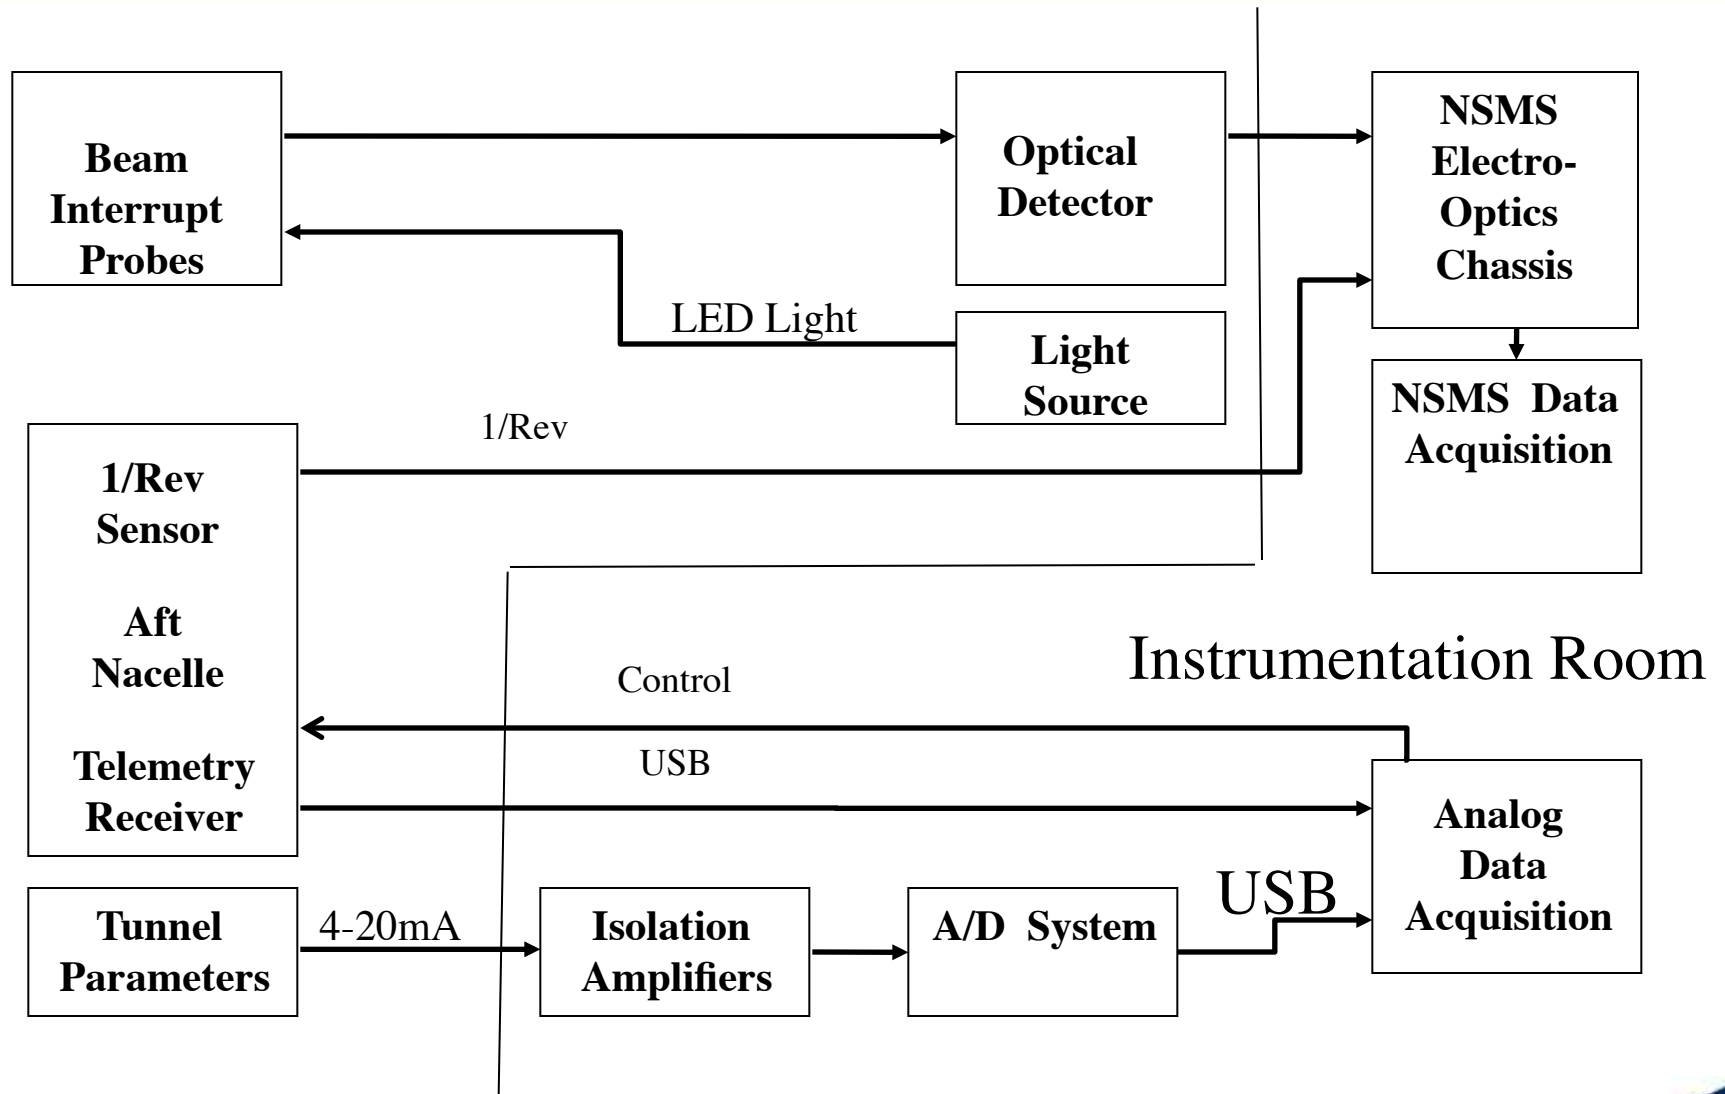 Beam
Interrupt
Probes
Optical
Detector
NSMS
Electro-
Optics
Chassis
LED Light
Light
Source
NSMS Data
Acquisition
1/Rev
1/Rev
Sensor
Aft
Nacelle
Telemetry
Receiver
Instrumentation Room
Control
USB
Analog
Data
Acquisition
Tunnel
Parameters
4-20mA
Isolation
Amplifiers
A/D System
USB